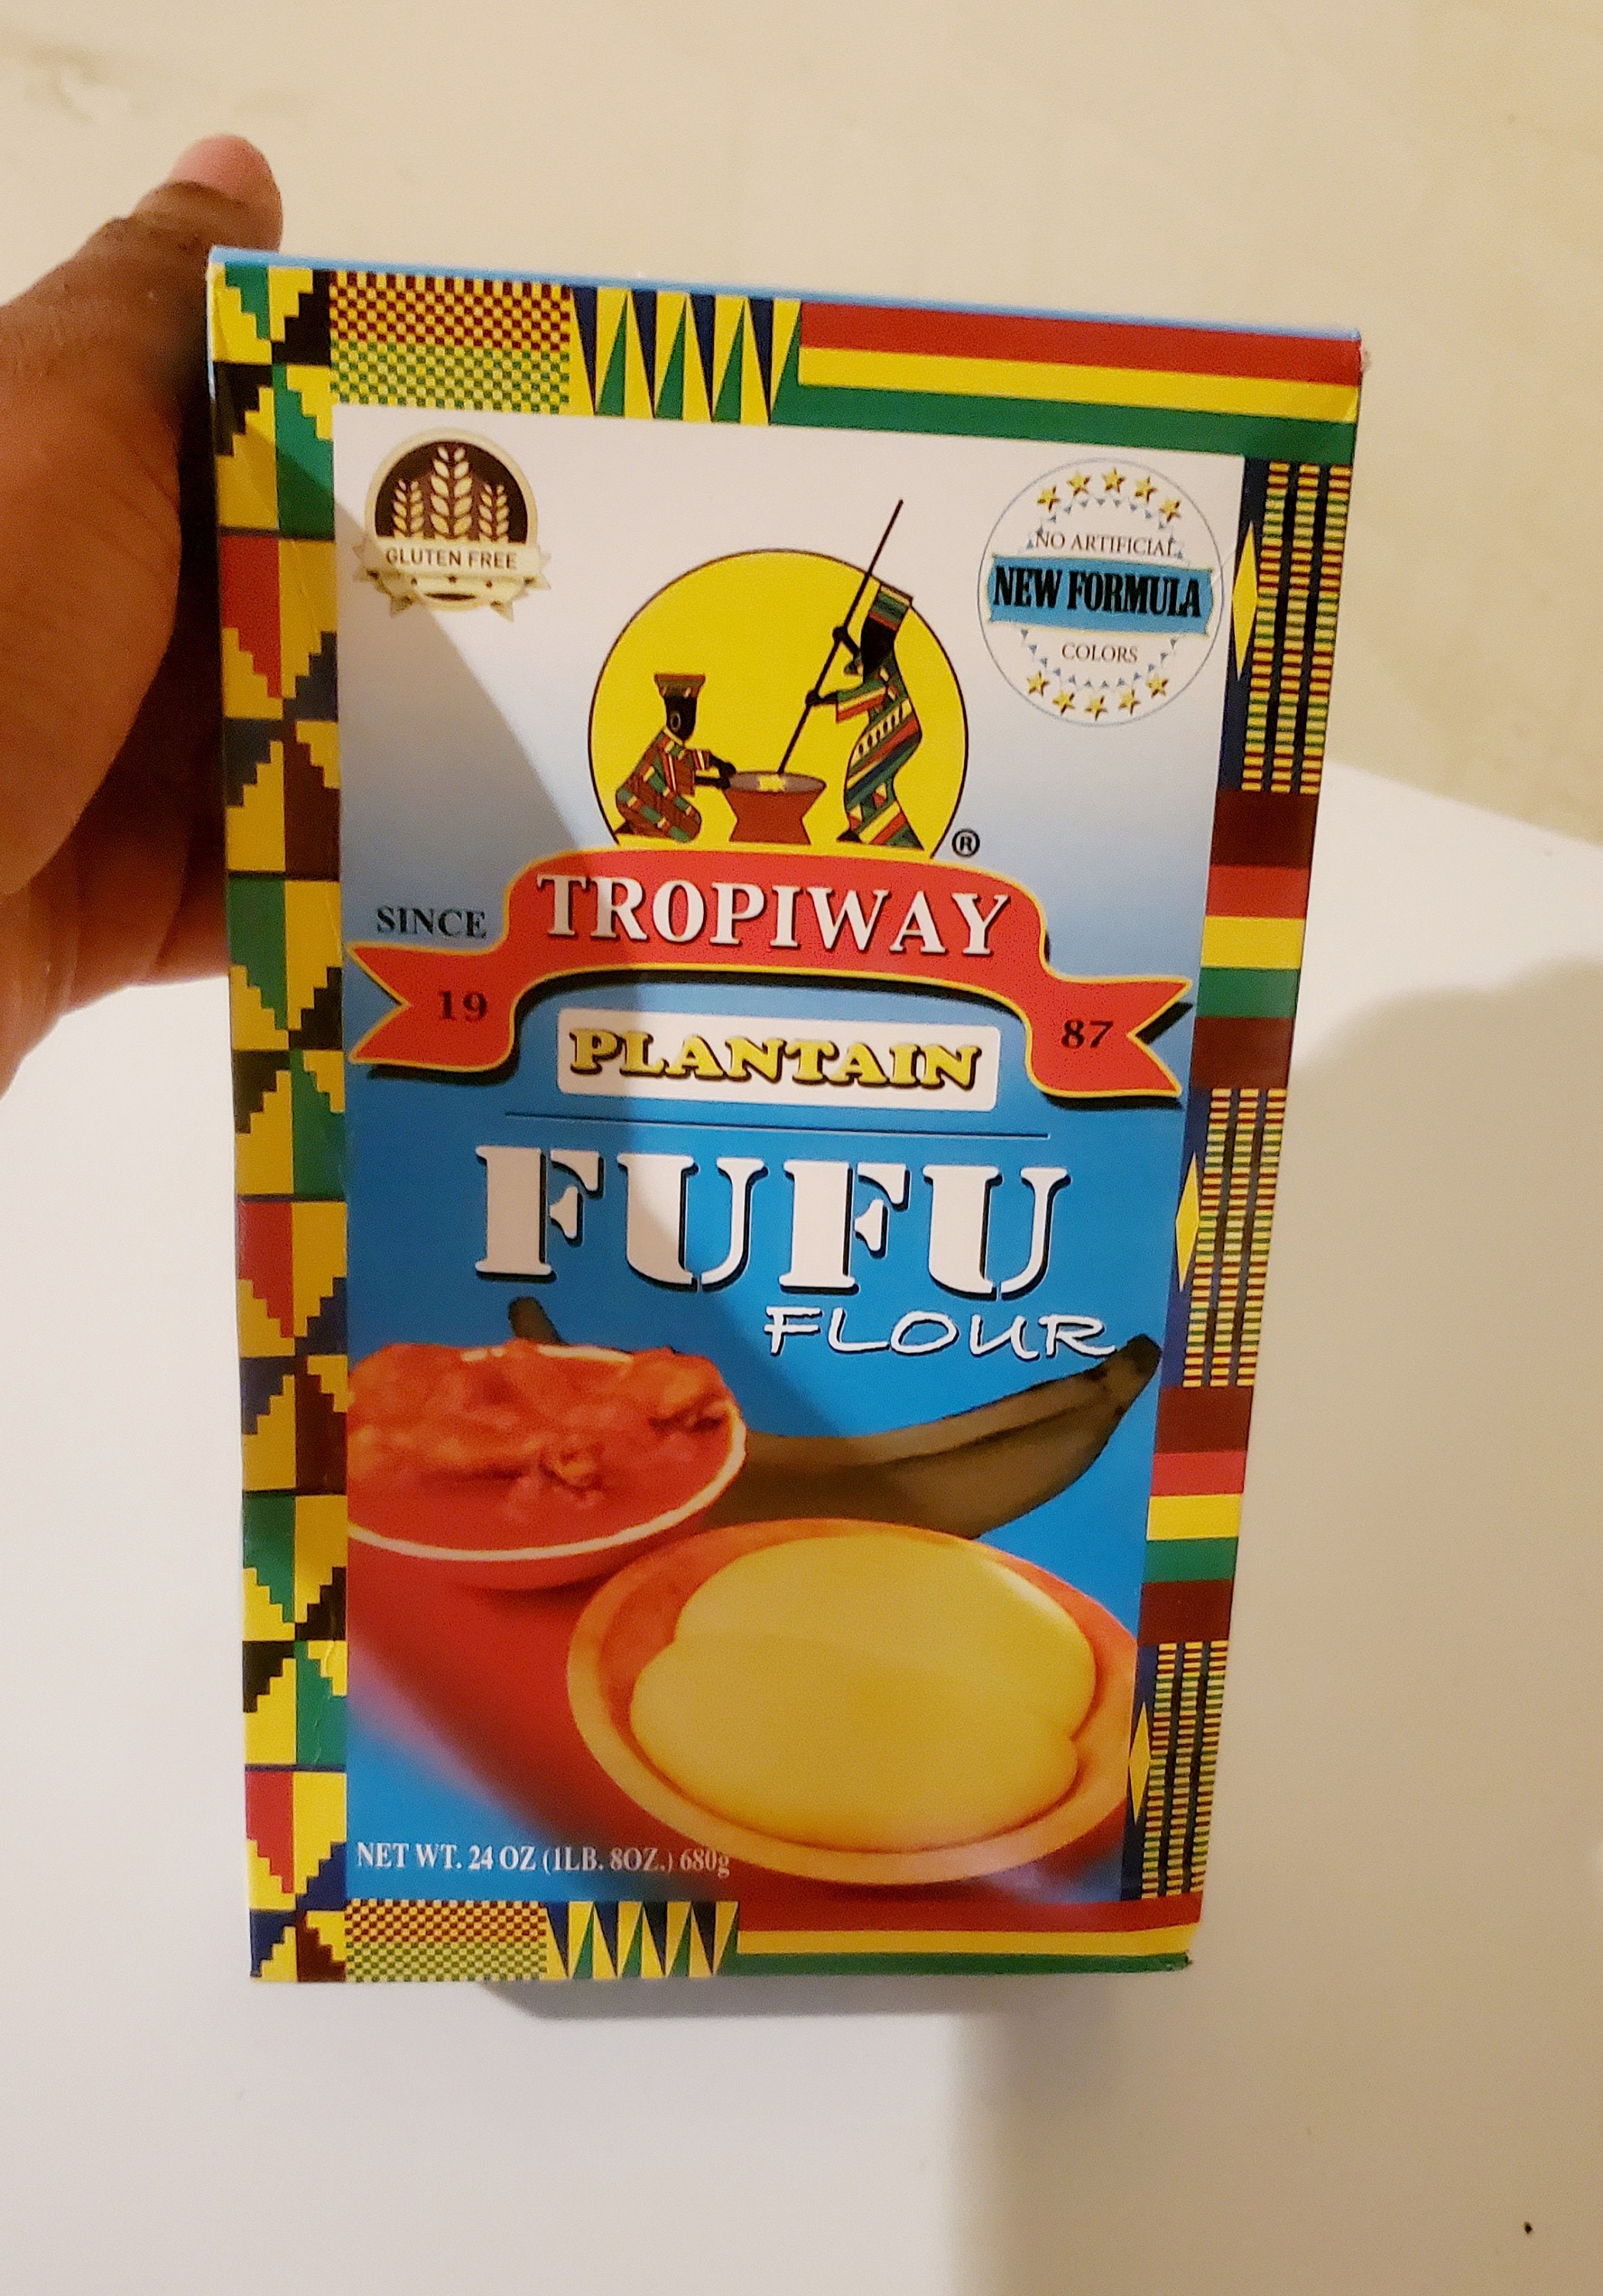 GLUTEN FREE
NO ARTIFICIAL
NEW FORMULA
COLORS
®
TROPIWAY
SINCE
19 87
PLANTAIN
FUFU
FLOUR
NET WT. 24 OZ (1LB. 8OZ.) 680g